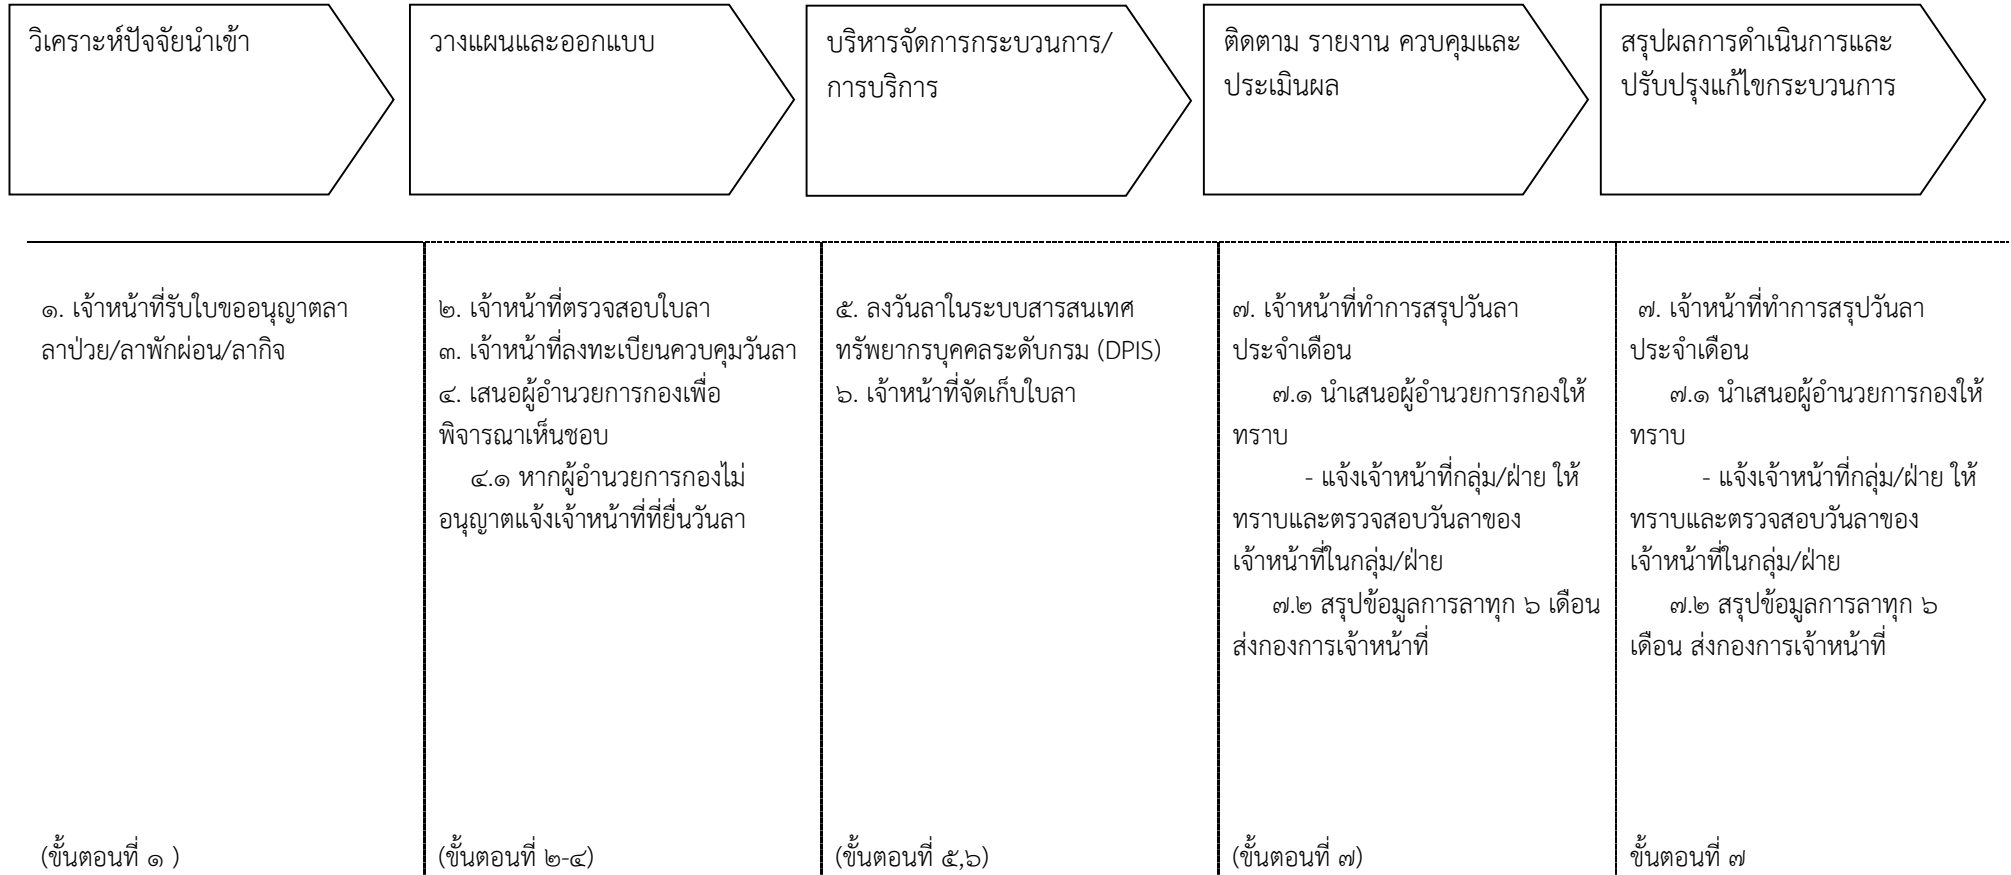 วิเคราะห์ปัจจัยนำเข้า
วางแผนและออกแบบ
บริหารจัดการกระบวนการ/
การบริการ
ติดตาม รายงาน ควบคุมและ
ประเมินผล
สรุปผลการดำเนินการและ
ปรับปรุงแก้ไขกระบวนการ
๑. เจ้าหน้าที่รับใบขออนุญาตลา
ลาป่วย/ลาพักผ่อน/ลากิจ
(ขั้นตอนที่ ๑ )
๒. เจ้าหน้าที่ตรวจสอบใบลา
๓. เจ้าหน้าที่ลงทะเบียนควบคุมวันลา
๔. เสนอผู้อำนวยการกองเพื่อ
พิจารณาเห็นชอบ
๔.๑ หากผู้อำนวยการกองไม่
อนุญาตแจ้งเจ้าหน้าที่ที่ยื่นวันลา
(ขั้นตอนที่ ๒-๔)
๕. ลงวันลาในระบบสารสนเทศ
ทรัพยากรบุคคลระดับกรม (DPIS)
๖. เจ้าหน้าที่จัดเก็บใบลา
(ขั้นตอนที่ ๕,๖)
๗. เจ้าหน้าที่ทำการสรุปวันลา
ประจำเดือน
๗.๑ นำเสนอผู้อำนวยการกองให้
ทราบ
- แจ้งเจ้าหน้าที่กลุ่ม/ฝ่าย ให้
ทราบและตรวจสอบวันลาของ
เจ้าหน้าที่ในกลุ่ม/ฝ่าย
๗.๒ สรุปข้อมูลการลาทุก ๖ เดือน
ส่งกองการเจ้าหน้าที่
(ขั้นตอนที่ ๗)
๗. เจ้าหน้าที่ทำการสรุปวันลา
ประจำเดือน
๗.๑ นำเสนอผู้อำนวยการกองให้
ทราบ
- แจ้งเจ้าหน้าที่กลุ่ม/ฝ่าย ให้
ทราบและตรวจสอบวันลาของ
เจ้าหน้าที่ในกลุ่ม/ฝ่าย
๗.๒ สรุปข้อมูลการลาทุก ๖
เดือน ส่งกองการเจ้าหน้าที่
ขั้นตอนที่ ๗